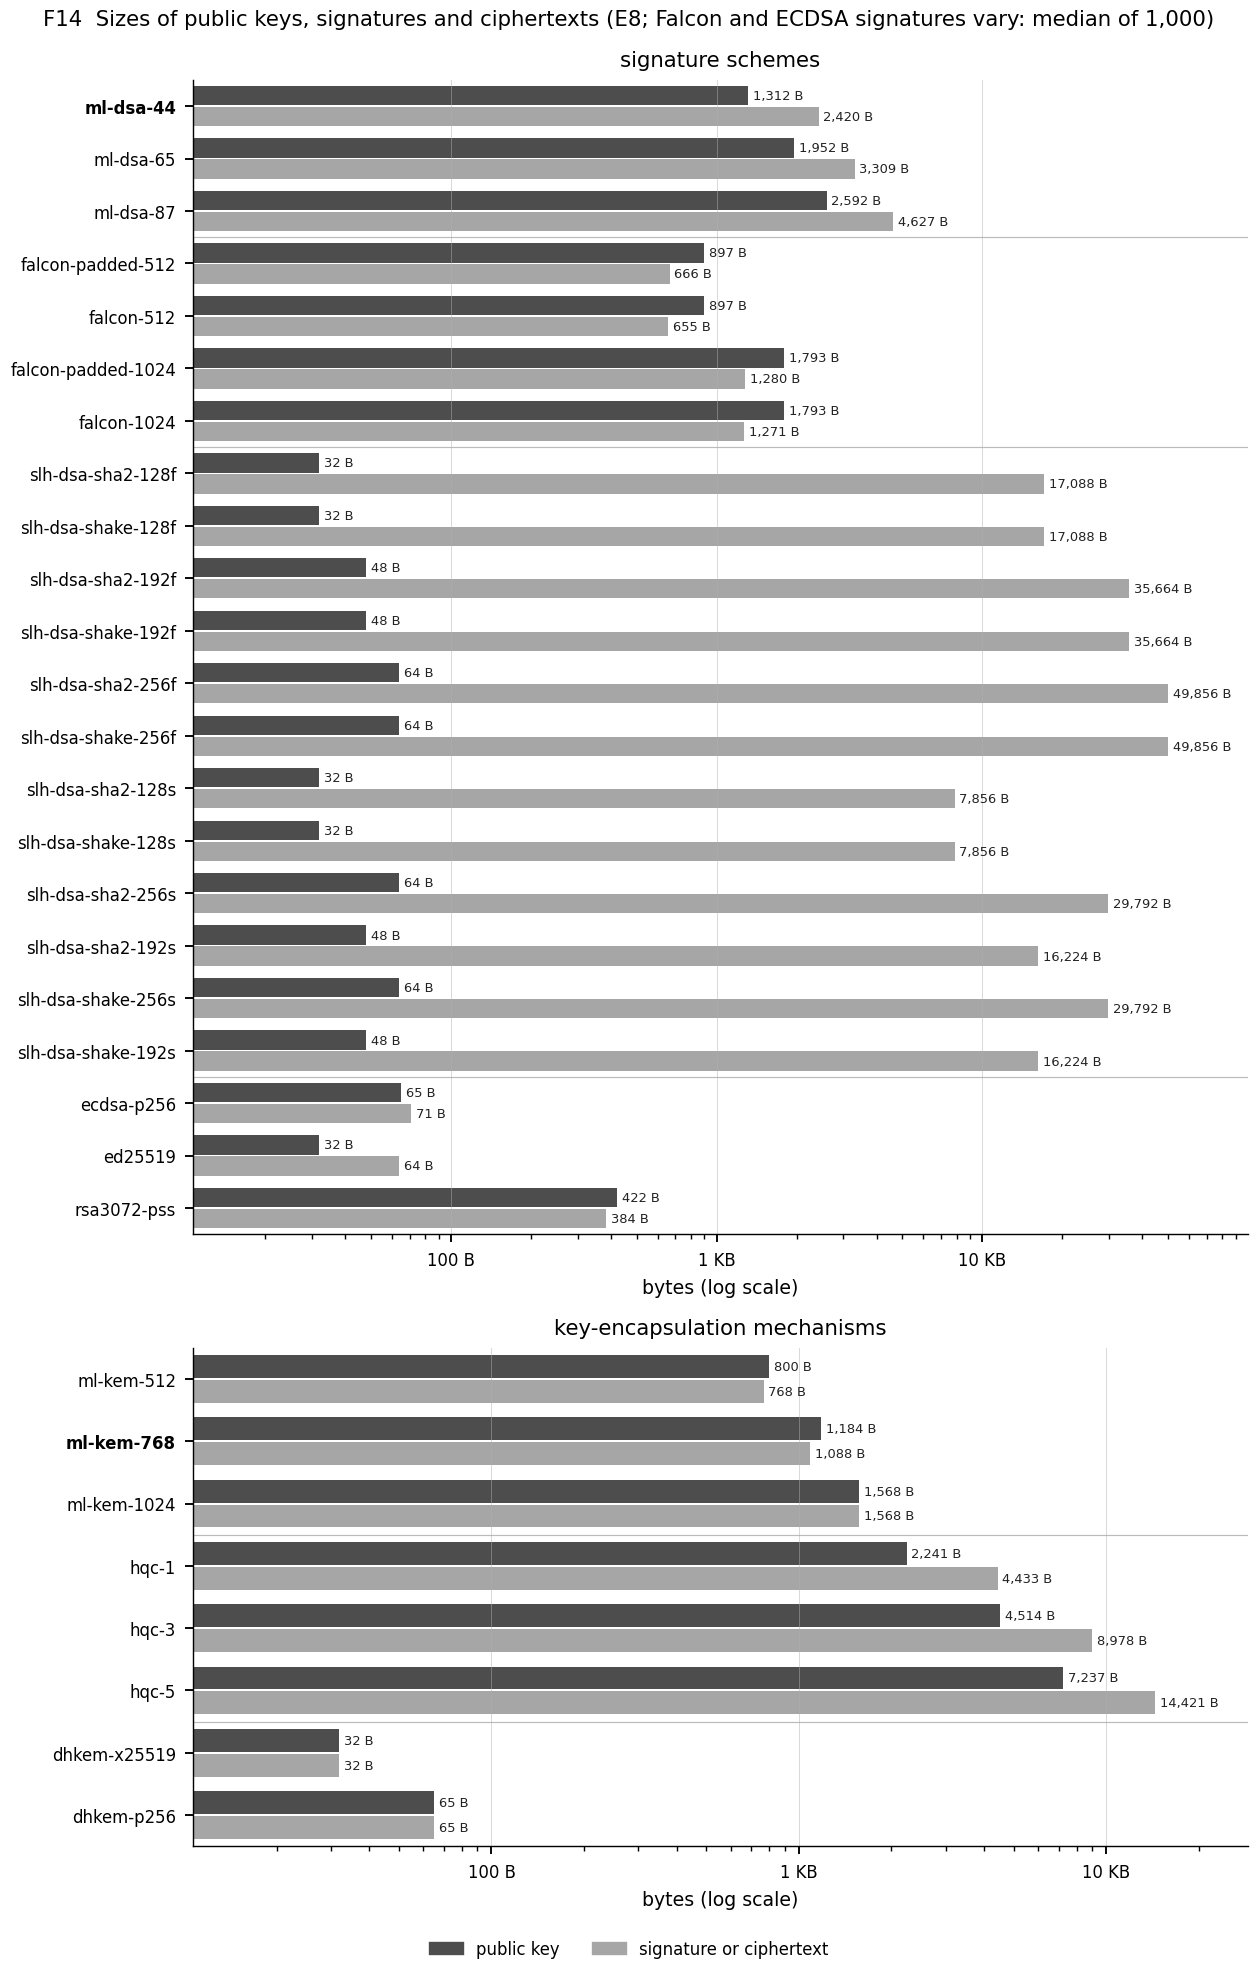 F14 Sizes of public keys, signatures and ciphertexts (E8; Falcon and ECDSA signatures vary: median of 1,000)
signature schemes
ml-dsa-44
1,312 B
2,420 B
ml-dsa-65
1,952 B
3,309 B
ml-dsa-87
2,592 B
4,627 B
falcon-padded-512
897 B
666 B
falcon-512
897 B
655 B
falcon-padded-1024
1,793 B
1,280 B
falcon-1024
1,793 B
1,271 B
slh-dsa-sha2-128f
32 B
17,088 B
slh-dsa-shake-128f
32 B
17,088 B
slh-dsa-sha2-192f
48 B
35,664 B
slh-dsa-shake-192f
48 B
35,664 B
slh-dsa-sha2-256f
64 B
49,856 B
slh-dsa-shake-256f
64 B
49,856 B
slh-dsa-sha2-128s
32 B
7,856 B
slh-dsa-shake-128s
32 B
7,856 B
slh-dsa-sha2-256s
64 B
29,792 B
slh-dsa-sha2-192s
48 B
16,224 B
slh-dsa-shake-256s
64 B
29,792 B
slh-dsa-shake-192s
48 B
16,224 B
ecdsa-p256
65 B
71 B
ed25519
32 B
64 B
rsa3072-pss
422 B
384 B
100 B 1 KB 10 KB
bytes (log scale)
key-encapsulation mechanisms
ml-kem-512
800 B
768 B
ml-kem-768
1,184 B
1,088 B
ml-kem-1024
1,568 B
1,568 B
hqc-1
2,241 B
4,433 B
hqc-3
4,514 B
8,978 B
hqc-5
7,237 B
14,421 B
dhkem-x25519
32 B
32 B
dhkem-p256
65 B
65 B
100 B 1 KB 10 KB
bytes (log scale)
public key signature or ciphertext